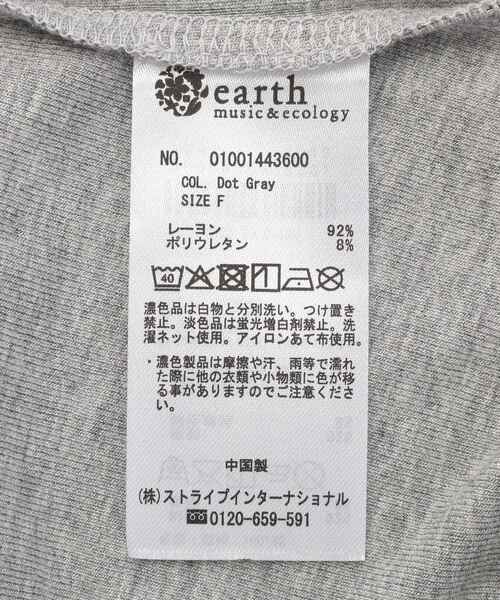 earth
music&ecology
NO. 01001443600
COL. Dot Gray
SIZE F
レーヨン 92%
ポリウレタン 8%
40
濃色品は白物と分別洗い。つけ置き
禁止。淡色品は蛍光増白剤禁止。洗
濯ネット使用。アイロンあて布使用。
・濃色製品は摩擦や汗、雨等で濡れ
た際に他の衣類や小物類に色が移
る事がありますのでご注意くださ
い。
中国製
(株)ストライプインターナショナル
0120-659-591